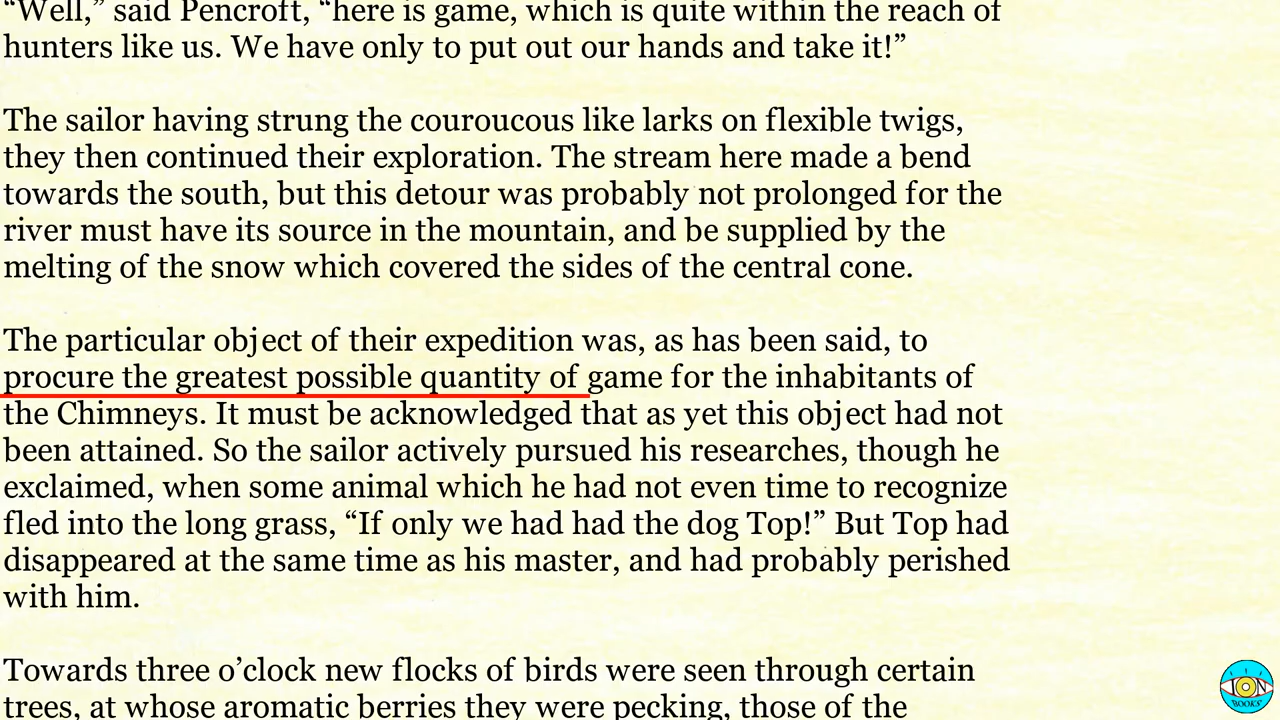 “Well,” said Pencroft, “here is game, which is quite within the reach of
hunters like us. We have only to put out our hands and take it!”
The sailor having strung the couroucous like larks on flexible twigs,
they then continued their exploration. The stream here made a bend
towards the south, but this detour was probably not prolonged for the
river must have its source in the mountain, and be supplied by the
melting of the snow which covered the sides of the central cone.
The particular object of their expedition was, as has been said, to
procure the greatest possible quantity of game for the inhabitants of
the Chimneys. It must be acknowledged that as yet this object had not
been attained. So the sailor actively pursued his researches, though he
exclaimed, when some animal which he had not even time to recognize
fled into the long grass, “If only we had had the dog Top!” But Top had
disappeared at the same time as his master, and had probably perished
with him.
Towards three o’clock new flocks of birds were seen through certain
trees, at whose aromatic berries they were pecking, those of the
ION
BOOKS